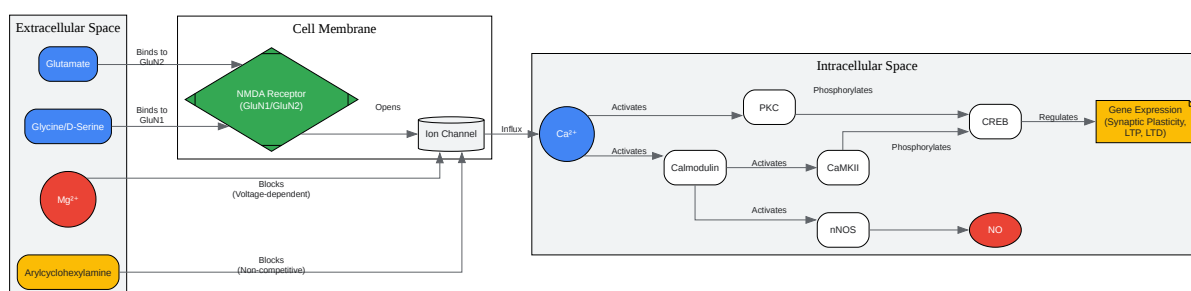 Extracellular Space
Cell Membrane
Intracellular Space
Glutamate
Binds to
GluN2
NMDA Receptor
(GluN1/GluN2)
Glycine/D-Serine
Binds to
GluN1
Opens
Ion Channel
Influx
Ca²⁺
Activates
PKC
Phosphorylates
CREB
Regulates
Gene Expression
(Synaptic Plasticity,
LTP, LTD)
Activates
Calmodulin
Activates
CaMKII
Phosphorylates
Activates
nNOS
NO
Mg²⁺
Blocks
(Voltage-dependent)
Arylcyclohexylamine
Blocks
(Non-competitive)